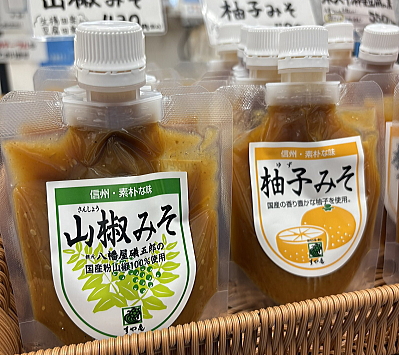 山椒みそ
柚子みそ
信州・素朴な味
さんしょう
山椒みそ
八幡屋礒五郎の
国産粉山椒100%使用
すや亀
信州・素朴な味
ゆず
柚子みそ
国産の香り豊かな柚子を使用。
すや亀